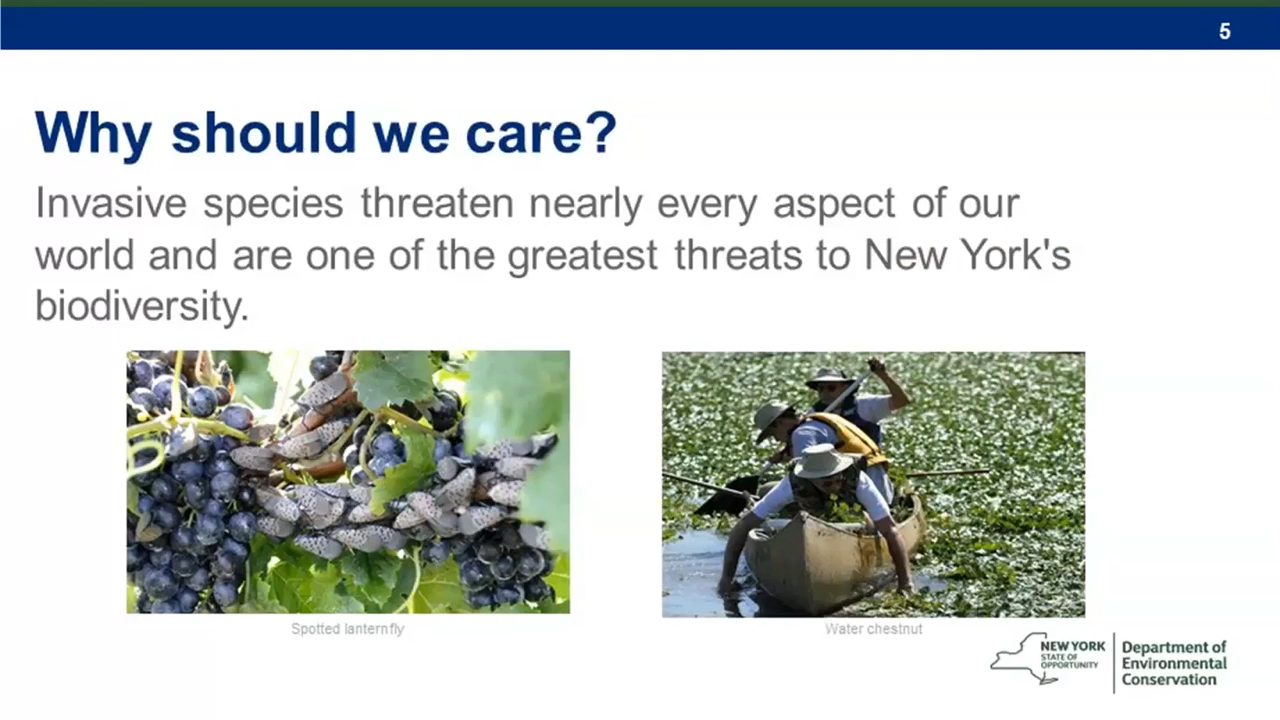 5
Why should we care?
Invasive species threaten nearly every aspect of our
world and are one of the greatest threats to New York's
biodiversity.
Spotted lanternfly
Water chestnut
NEW YORK
STATE OF
OPPORTUNITY
Department of
Environmental
Conservation